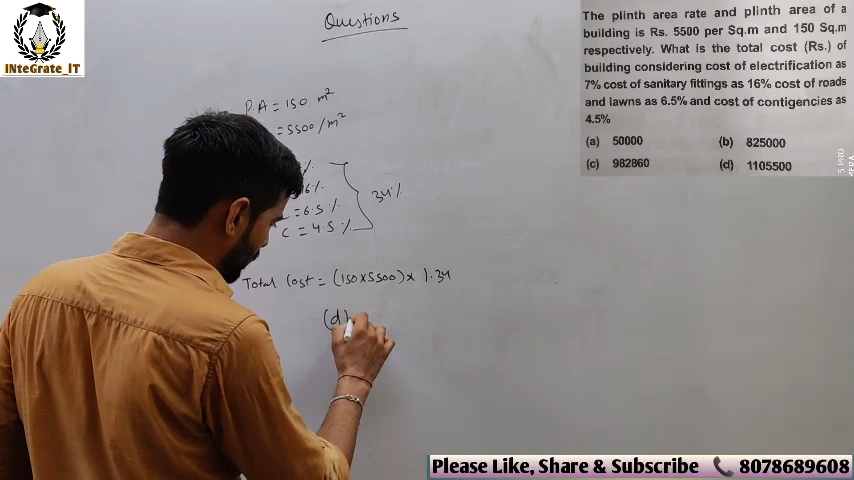 INteGrate_IT
Questions
P.A = 150 m²
= 5500/m²
%
16%
= 6.5%
C = 4.5%
34%
Total Cost = (150x5500) x 1.34
(d)
The plinth area rate and plinth area of a
building is Rs. 5500 per Sq.m and 150 Sq.m
respectively. What is the total cost (Rs.) of
building considering cost of electrification as
7% cost of sanitary fittings as 16% cost of roads
and lawns as 6.5% and cost of contigencies as
4.5%
(a) 50000 (b) 825000
(c) 982860 (d) 1105500
5 PRO
Please Like, Share & Subscribe 8078689608